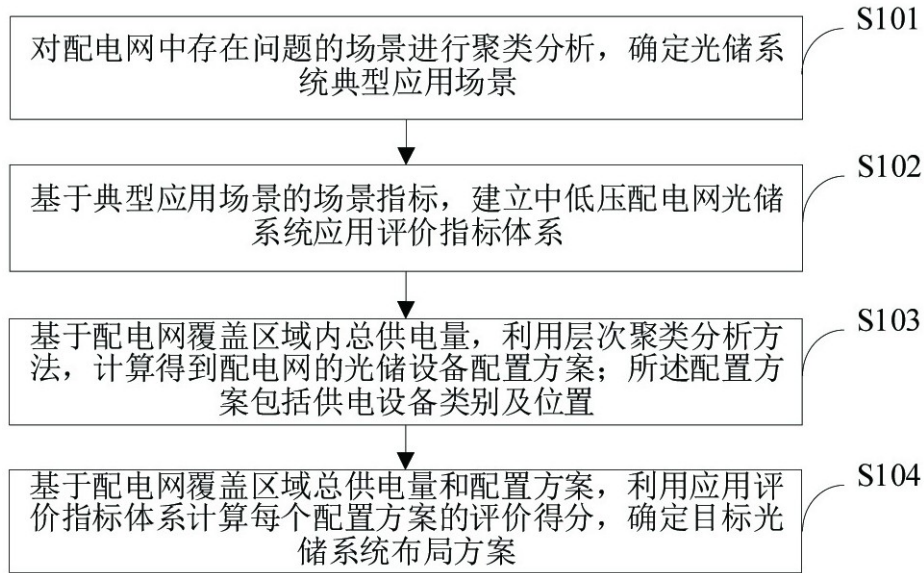 S101
对配电网中存在问题的场景进行聚类分析，确定光储系
统典型应用场景
S102
基于典型应用场景的场景指标，建立中低压配电网光储
系统应用评价指标体系
S103
基于配电网覆盖区域内总供电量，利用层次聚类分析方
法，计算得到配电网的光储设备配置方案；所述配置方
案包括供电设备类别及位置
S104
基于配电网覆盖区域总供电量和配置方案，利用应用评
价指标体系计算每个配置方案的评价得分，确定目标光
储系统布局方案